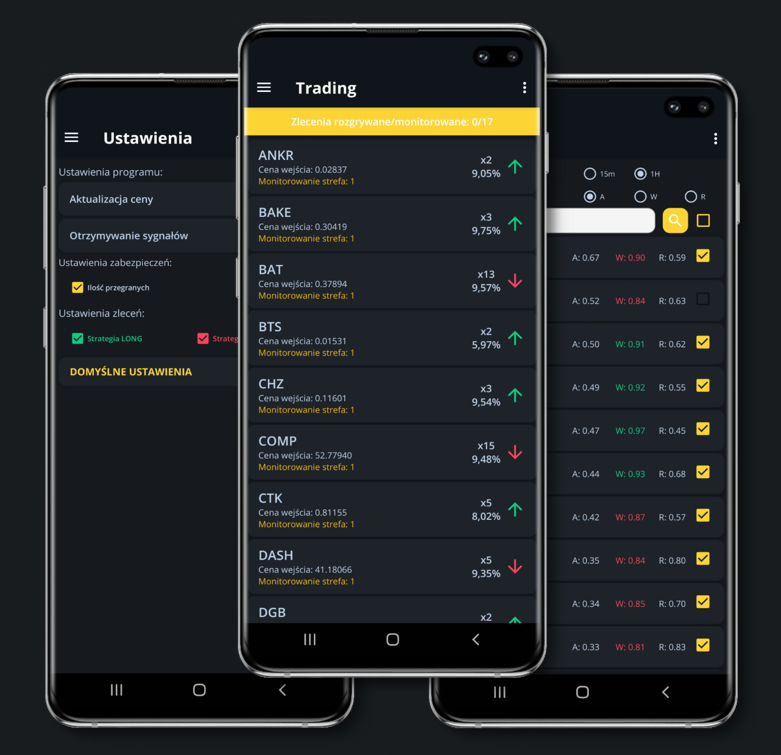 Ustawienia
Ustawienia programu:
Aktualizacja ceny
Otrzymywanie sygnałów
Ustawienia zabezpieczeń:
Ilość przegranych
Ustawienia zleceń:
Strategia LONG
DOMYŚLNE USTAWIENIA
Trading
Zlecenia rozgrywane/monitorowane: 0/17
ANKR
Cena wejścia: 0.02837
Monitorowanie strefa: 1
x2
9,05%
BAKE
Cena wejścia: 0.30419
Monitorowanie strefa: 1
x3
9,75%
BAT
Cena wejścia: 0.37894
Monitorowanie strefa: 1
x13
9,57%
BTS
Cena wejścia: 0.01531
Monitorowanie strefa: 1
x2
5,97%
CHZ
Cena wejścia: 0.11601
Monitorowanie strefa: 1
x3
9,54%
COMP
Cena wejścia: 52.77940
Monitorowanie strefa: 1
x15
9,48%
CTK
Cena wejścia: 0.81155
Monitorowanie strefa: 1
x5
8,02%
DASH
Cena wejścia: 41.18066
Monitorowanie strefa: 1
x5
9,35%
DGB
x2
15m 1H
A W R
A: 0.67 W: 0.90 R: 0.59
A: 0.52 W: 0.84 R: 0.63
A: 0.50 W: 0.91 R: 0.62
A: 0.49 W: 0.92 R: 0.55
A: 0.47 W: 0.97 R: 0.45
A: 0.44 W: 0.93 R: 0.68
A: 0.42 W: 0.87 R: 0.57
A: 0.35 W: 0.84 R: 0.80
A: 0.34 W: 0.85 R: 0.70
A: 0.33 W: 0.81 R: 0.83